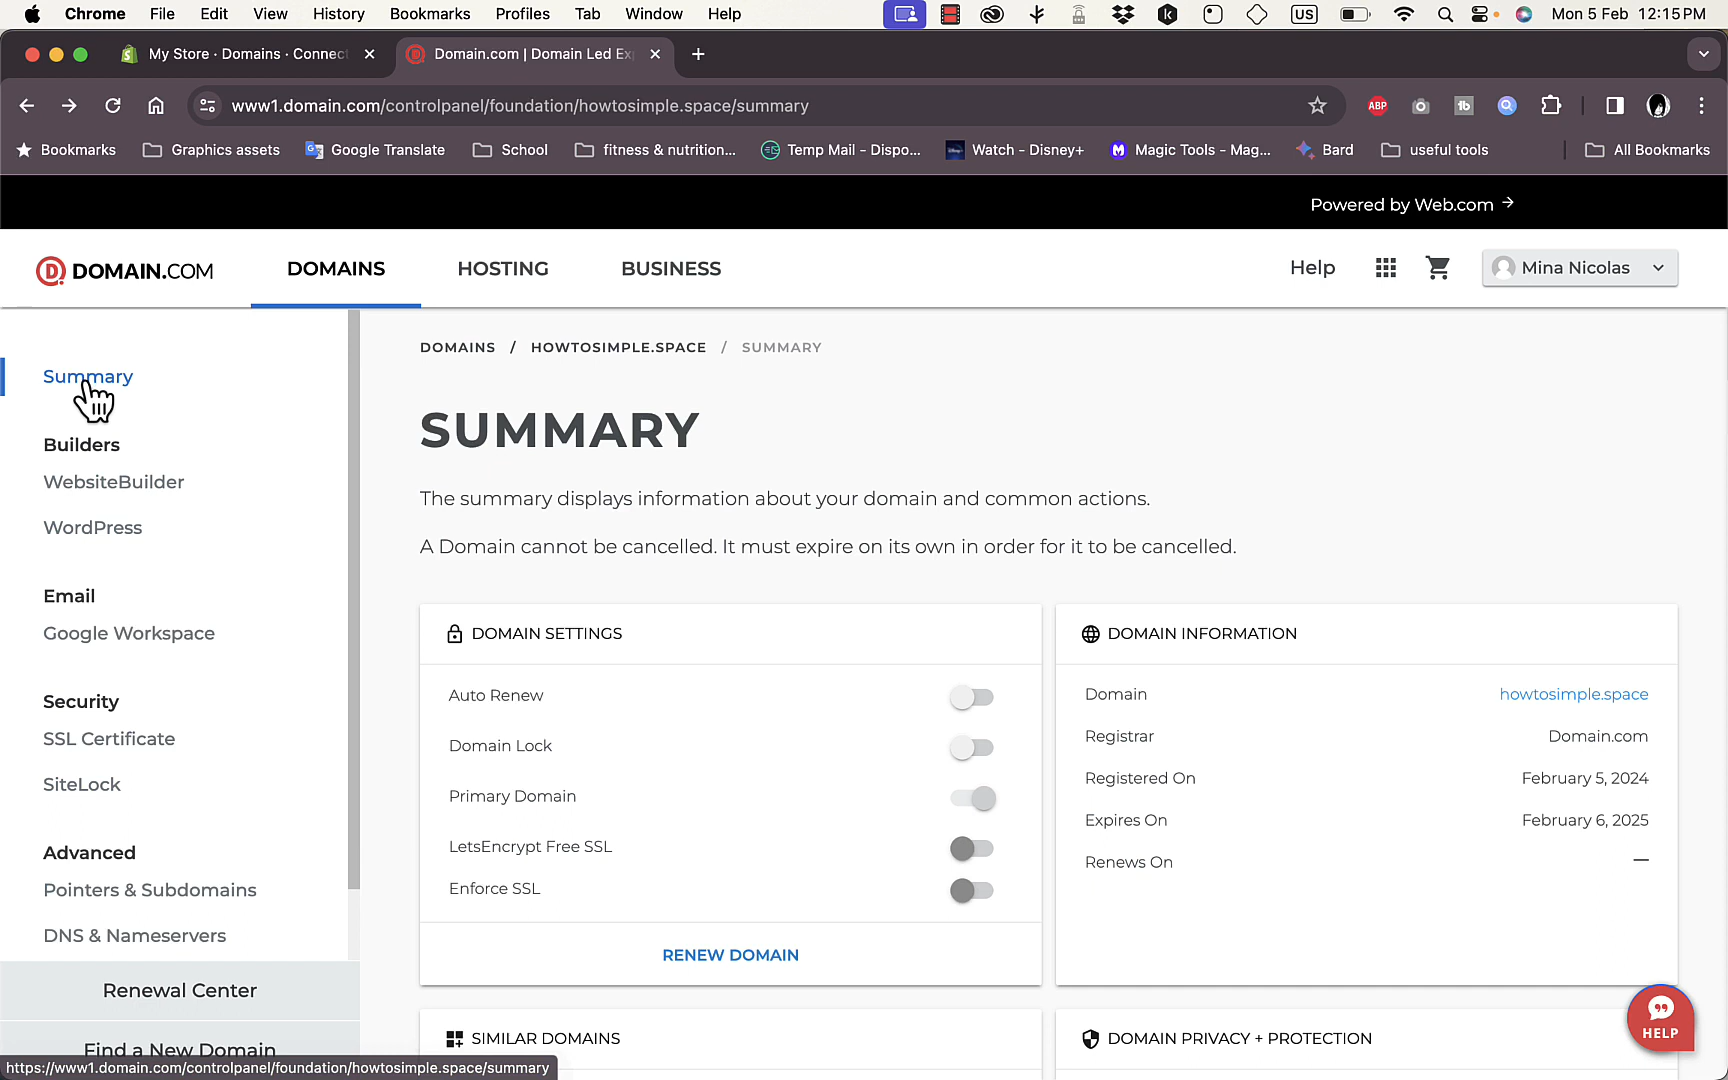 Chrome File Edit View History Bookmarks Profiles Tab Window Help US Mon 5 Feb 12:15 PM
My Store · Domains · Connect Domain.com | Domain Led Ex
www1.domain.com/controlpanel/foundation/howtosimple.space/summary ABP tb
Bookmarks Graphics assets Google Translate School fitness & nutrition... Temp Mail - Dispo... Watch - Disney+ Magic Tools - Mag... Bard useful tools All Bookmarks
Powered by Web.com
DOMAIN.COM DOMAINS HOSTING BUSINESS Help Mina Nicolas
DOMAINS / HOWTOSIMPLE.SPACE / SUMMARY
Summary
Builders
WebsiteBuilder
WordPress
Email
Google Workspace
Security
SSL Certificate
SiteLock
Advanced
Pointers & Subdomains
DNS & Nameservers
Renewal Center
Find a New Domain
https://www1.domain.com/controlpanel/foundation/howtosimple.space/summary
SUMMARY
The summary displays information about your domain and common actions.
A Domain cannot be cancelled. It must expire on its own in order for it to be cancelled.
DOMAIN SETTINGS
Auto Renew
Domain Lock
Primary Domain
LetsEncrypt Free SSL
Enforce SSL
RENEW DOMAIN
DOMAIN INFORMATION
Domain howtosimple.space
Registrar Domain.com
Registered On February 5, 2024
Expires On February 6, 2025
Renews On —
SIMILAR DOMAINS
DOMAIN PRIVACY + PROTECTION
HELP